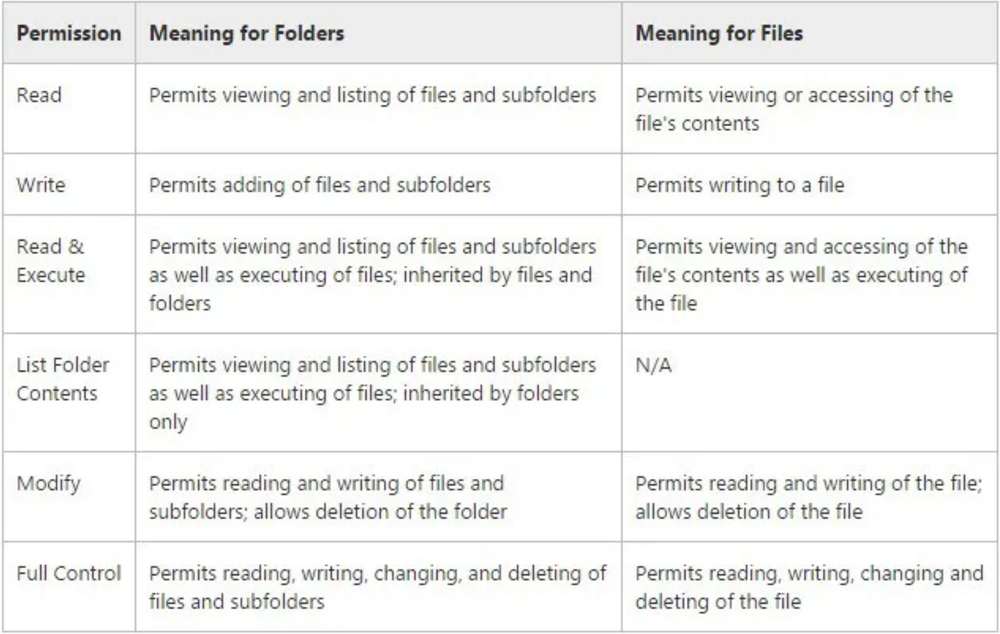 Permission
Meaning for Folders
Meaning for Files
Read
Permits viewing and listing of files and subfolders
Permits viewing or accessing of the
file's contents
Write
Permits adding of files and subfolders
Permits writing to a file
Read &
Execute
Permits viewing and listing of files and subfolders
as well as executing of files; inherited by files and
folders
Permits viewing and accessing of the
file's contents as well as executing of
the file
List Folder
Contents
Permits viewing and listing of files and subfolders
as well as executing of files; inherited by folders
only
N/A
Modify
Permits reading and writing of files and
subfolders; allows deletion of the folder
Permits reading and writing of the file;
allows deletion of the file
Full Control
Permits reading, writing, changing, and deleting of
files and subfolders
Permits reading, writing, changing and
deleting of the file